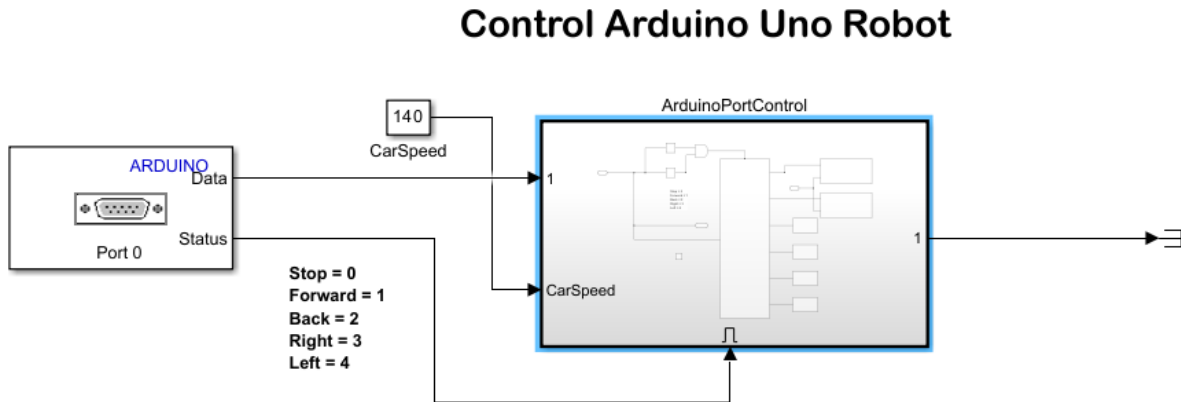 Control Arduino Uno Robot
140
CarSpeed
ArduinoPortControl
ARDUINO
Data
Status
Port 0
1
CarSpeed
1
Stop = 0
Forward = 1
Back = 2
Right = 3
Left = 4